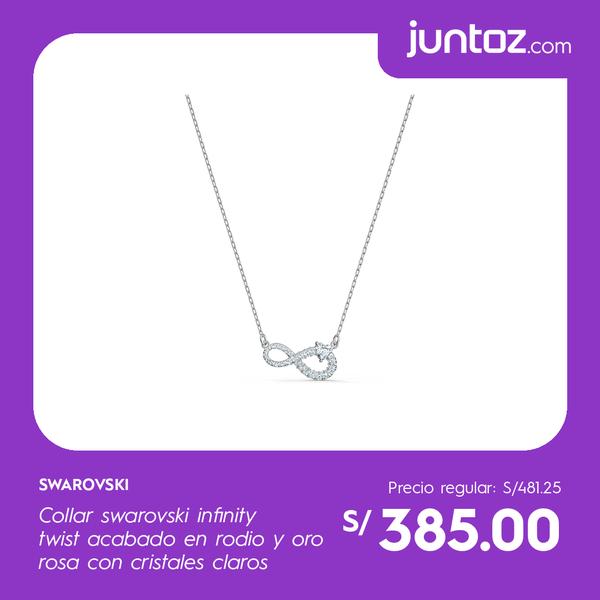 juntoz.com
SWAROVSKI
Collar swarovski infinity
twist acabado en rodio y oro
rosa con cristales claros
Precio regular: S/481.25
S/ 385.00